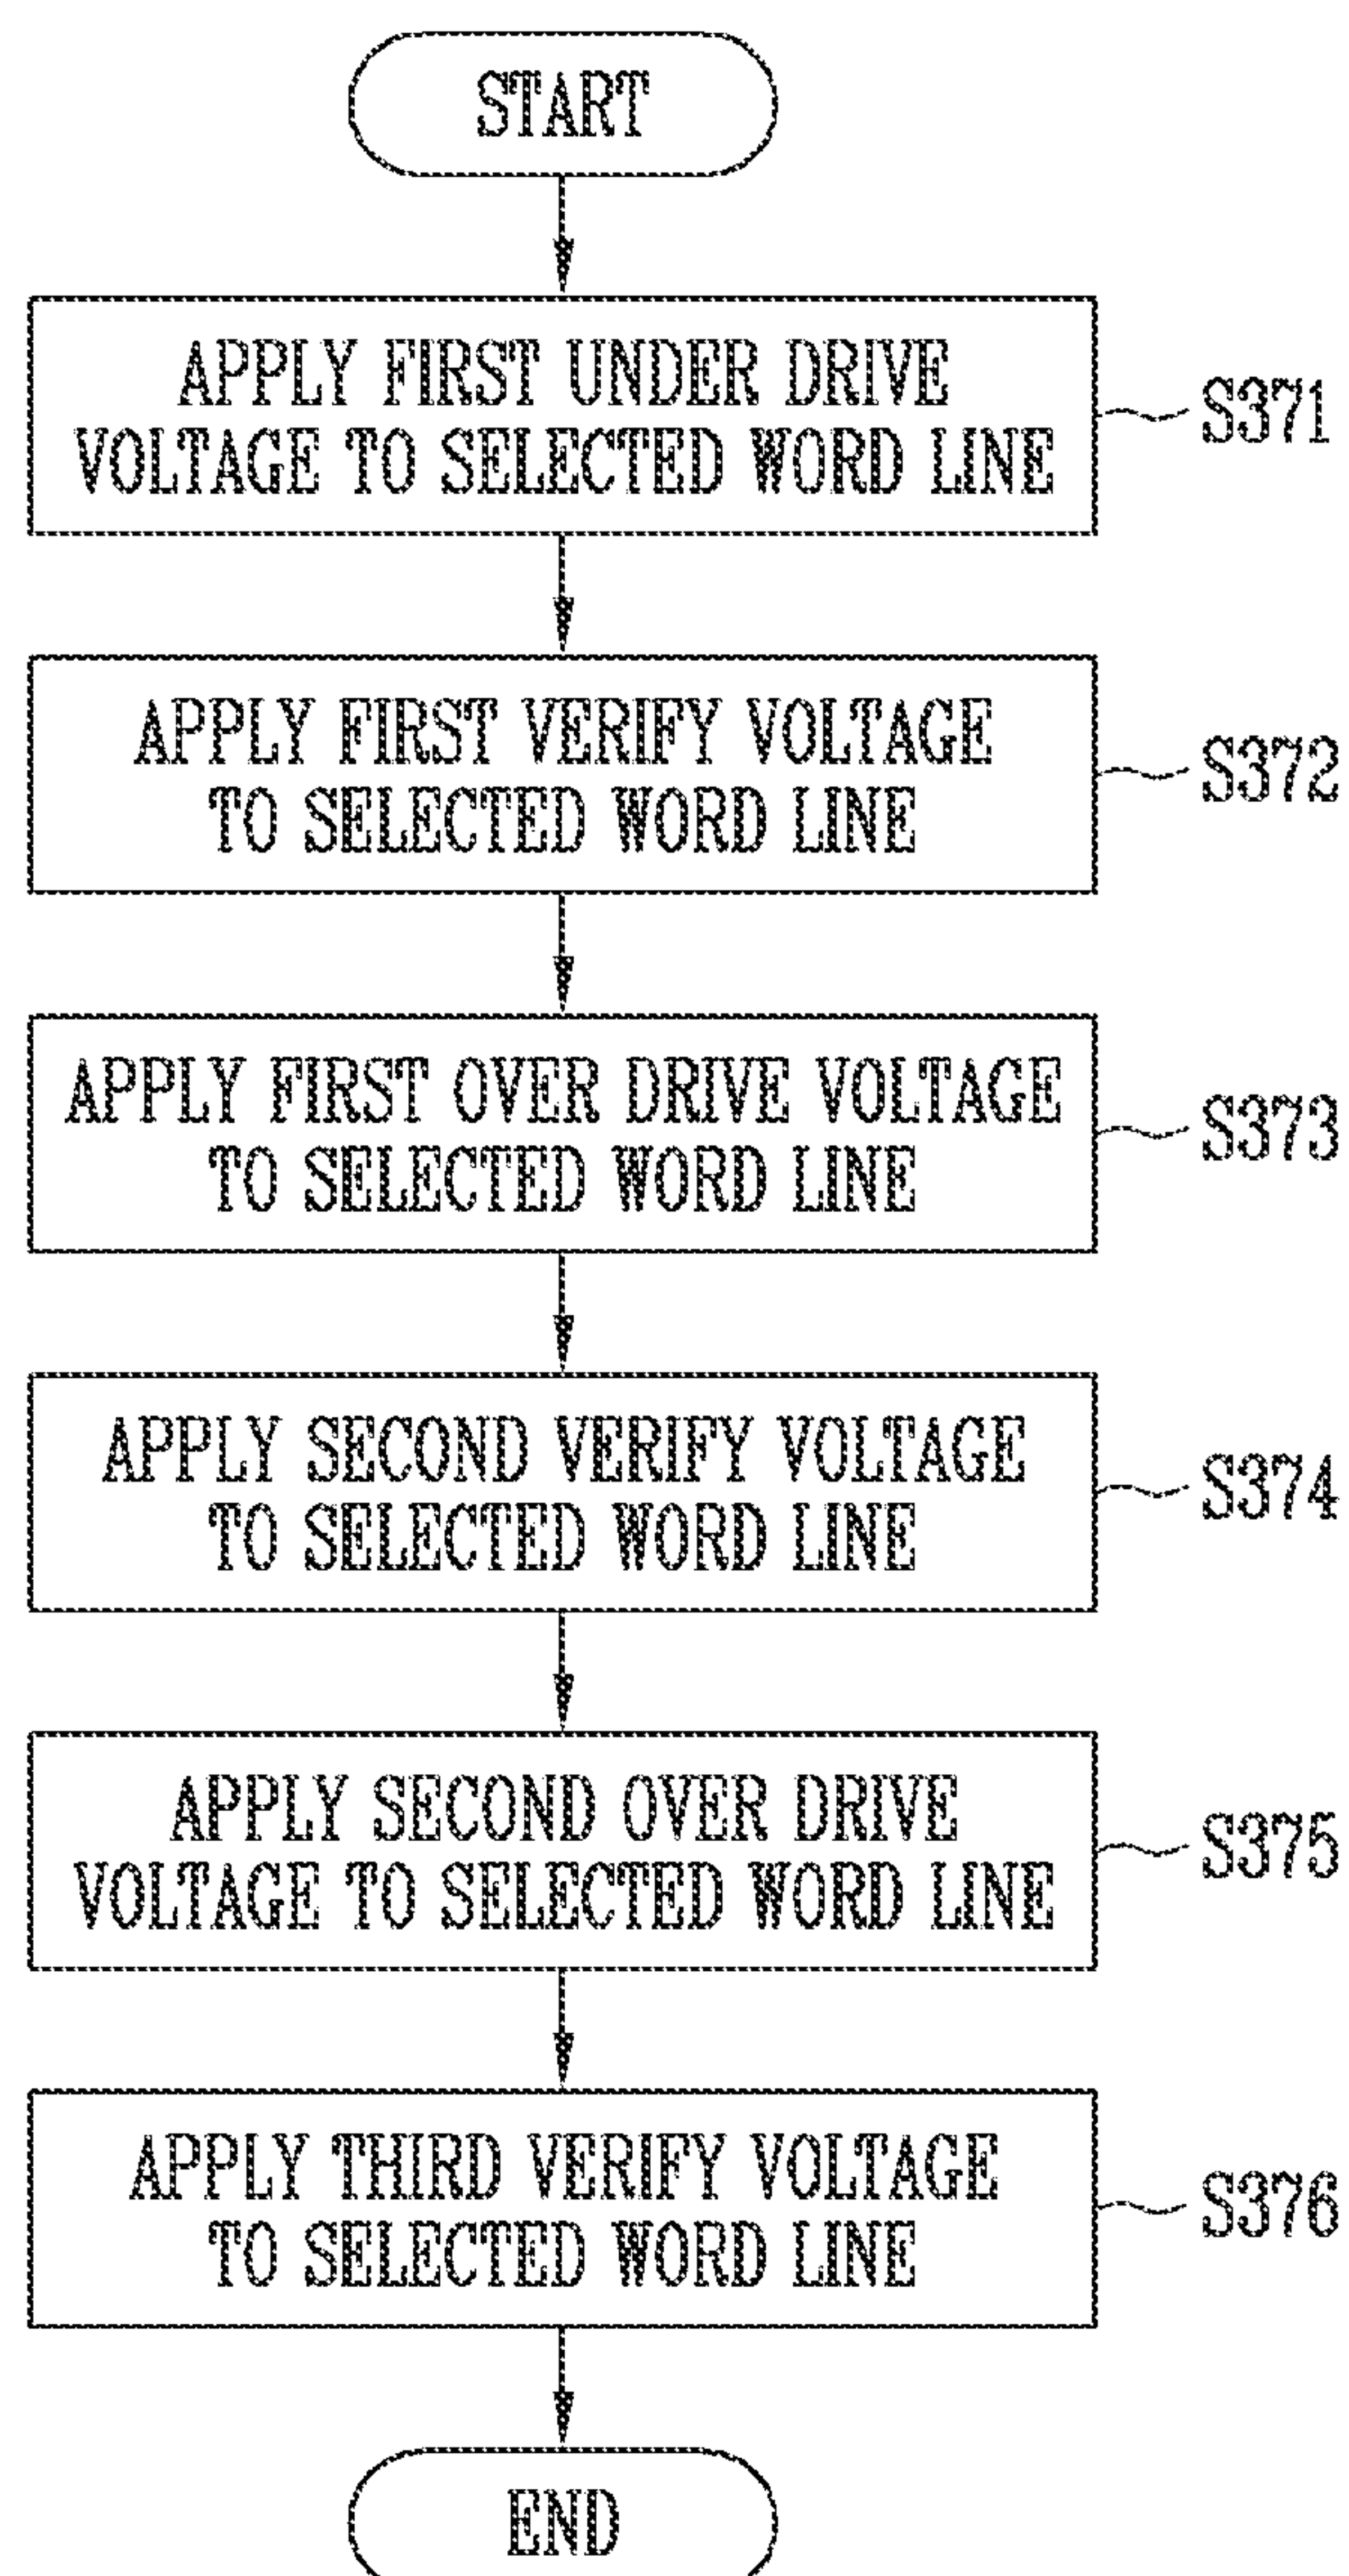 START
APPLY FIRST UNDER DRIVE
VOLTAGE TO SELECTED WORD LINE
S371
APPLY FIRST VERIFY VOLTAGE
TO SELECTED WORD LINE
S372
APPLY FIRST OVER DRIVE VOLTAGE
TO SELECTED WORD LINE
S373
APPLY SECOND VERIFY VOLTAGE
TO SELECTED WORD LINE
S374
APPLY SECOND OVER DRIVE
VOLTAGE TO SELECTED WORD LINE
S375
APPLY THIRD VERIFY VOLTAGE
TO SELECTED WORD LINE
S376
END